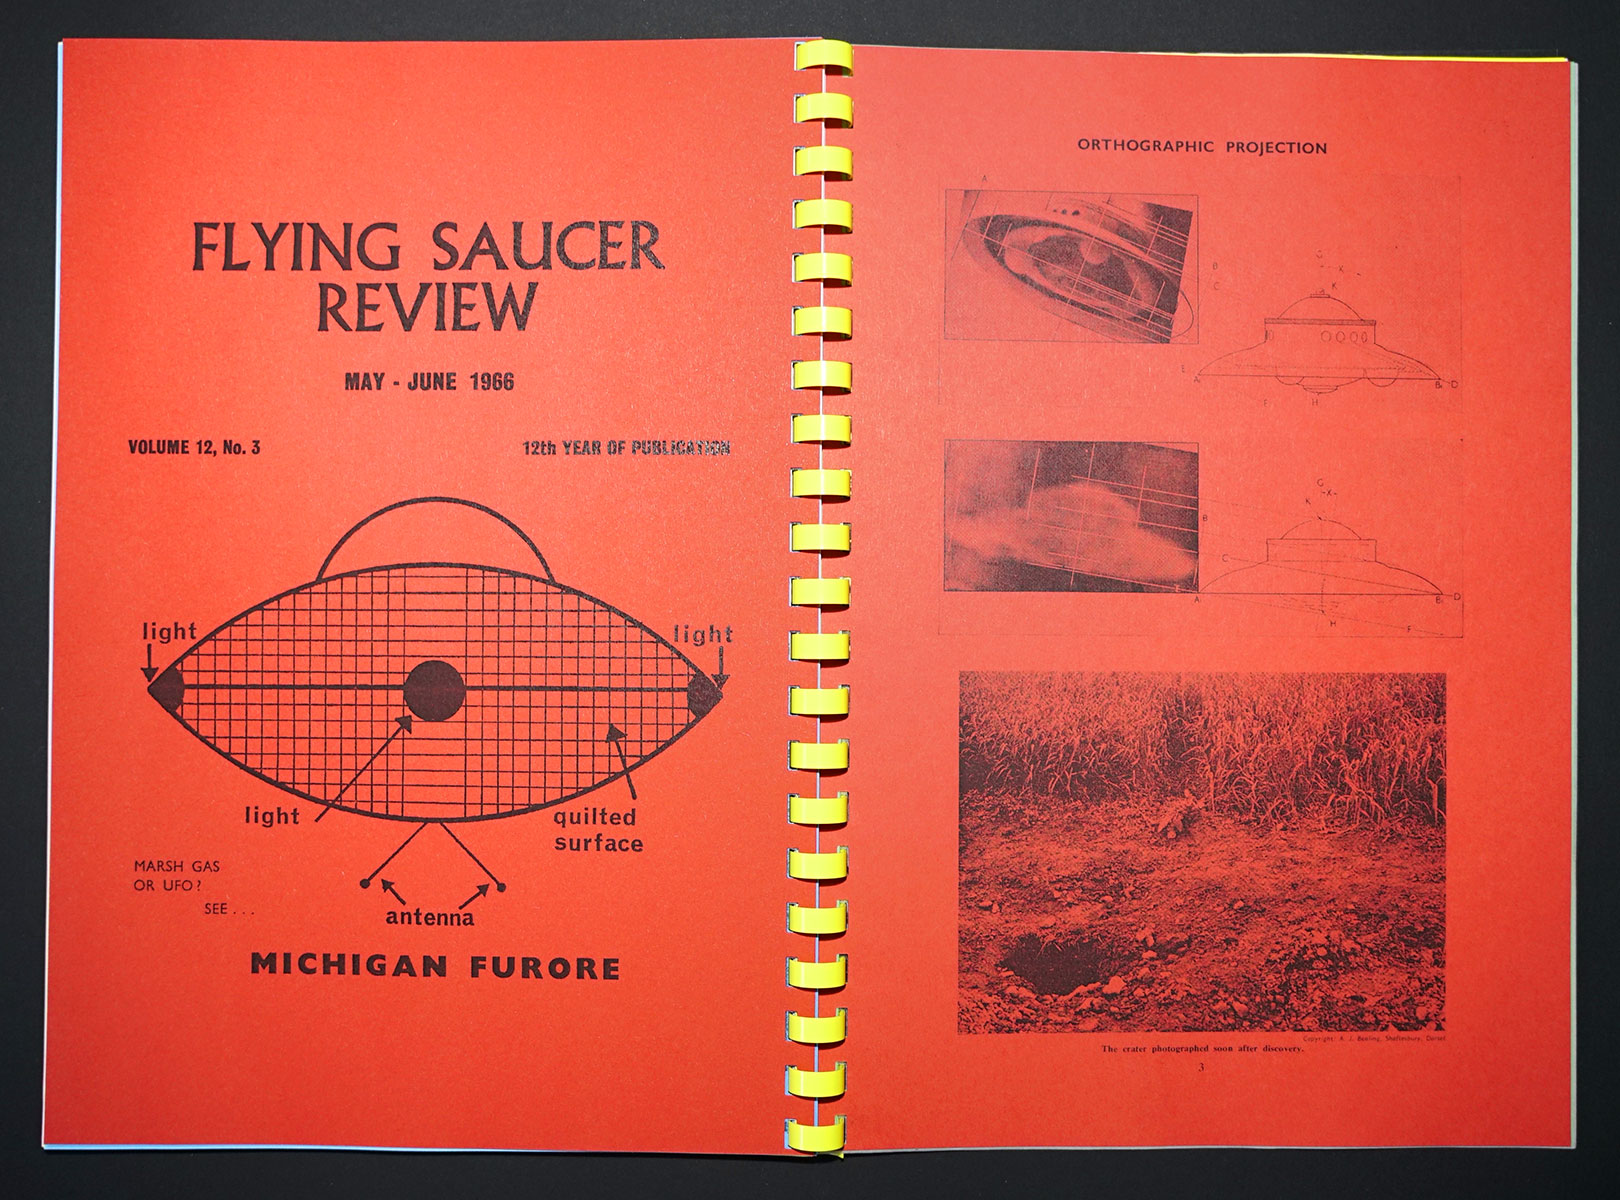 FLYING SAUCER
REVIEW
MAY - JUNE 1966
VOLUME 12, No. 3
12th YEAR OF PUBLICATION
light
light
light
quilted
surface
MARSH GAS
OR UFO?
SEE . . .
antenna
MICHIGAN FURORE
ORTHOGRAPHIC PROJECTION
A
B
C
K
K
E
A
B
D
F
H
G
-X-
K
B
E
A
B
D
H
F
The crater photographed soon after discovery.
3